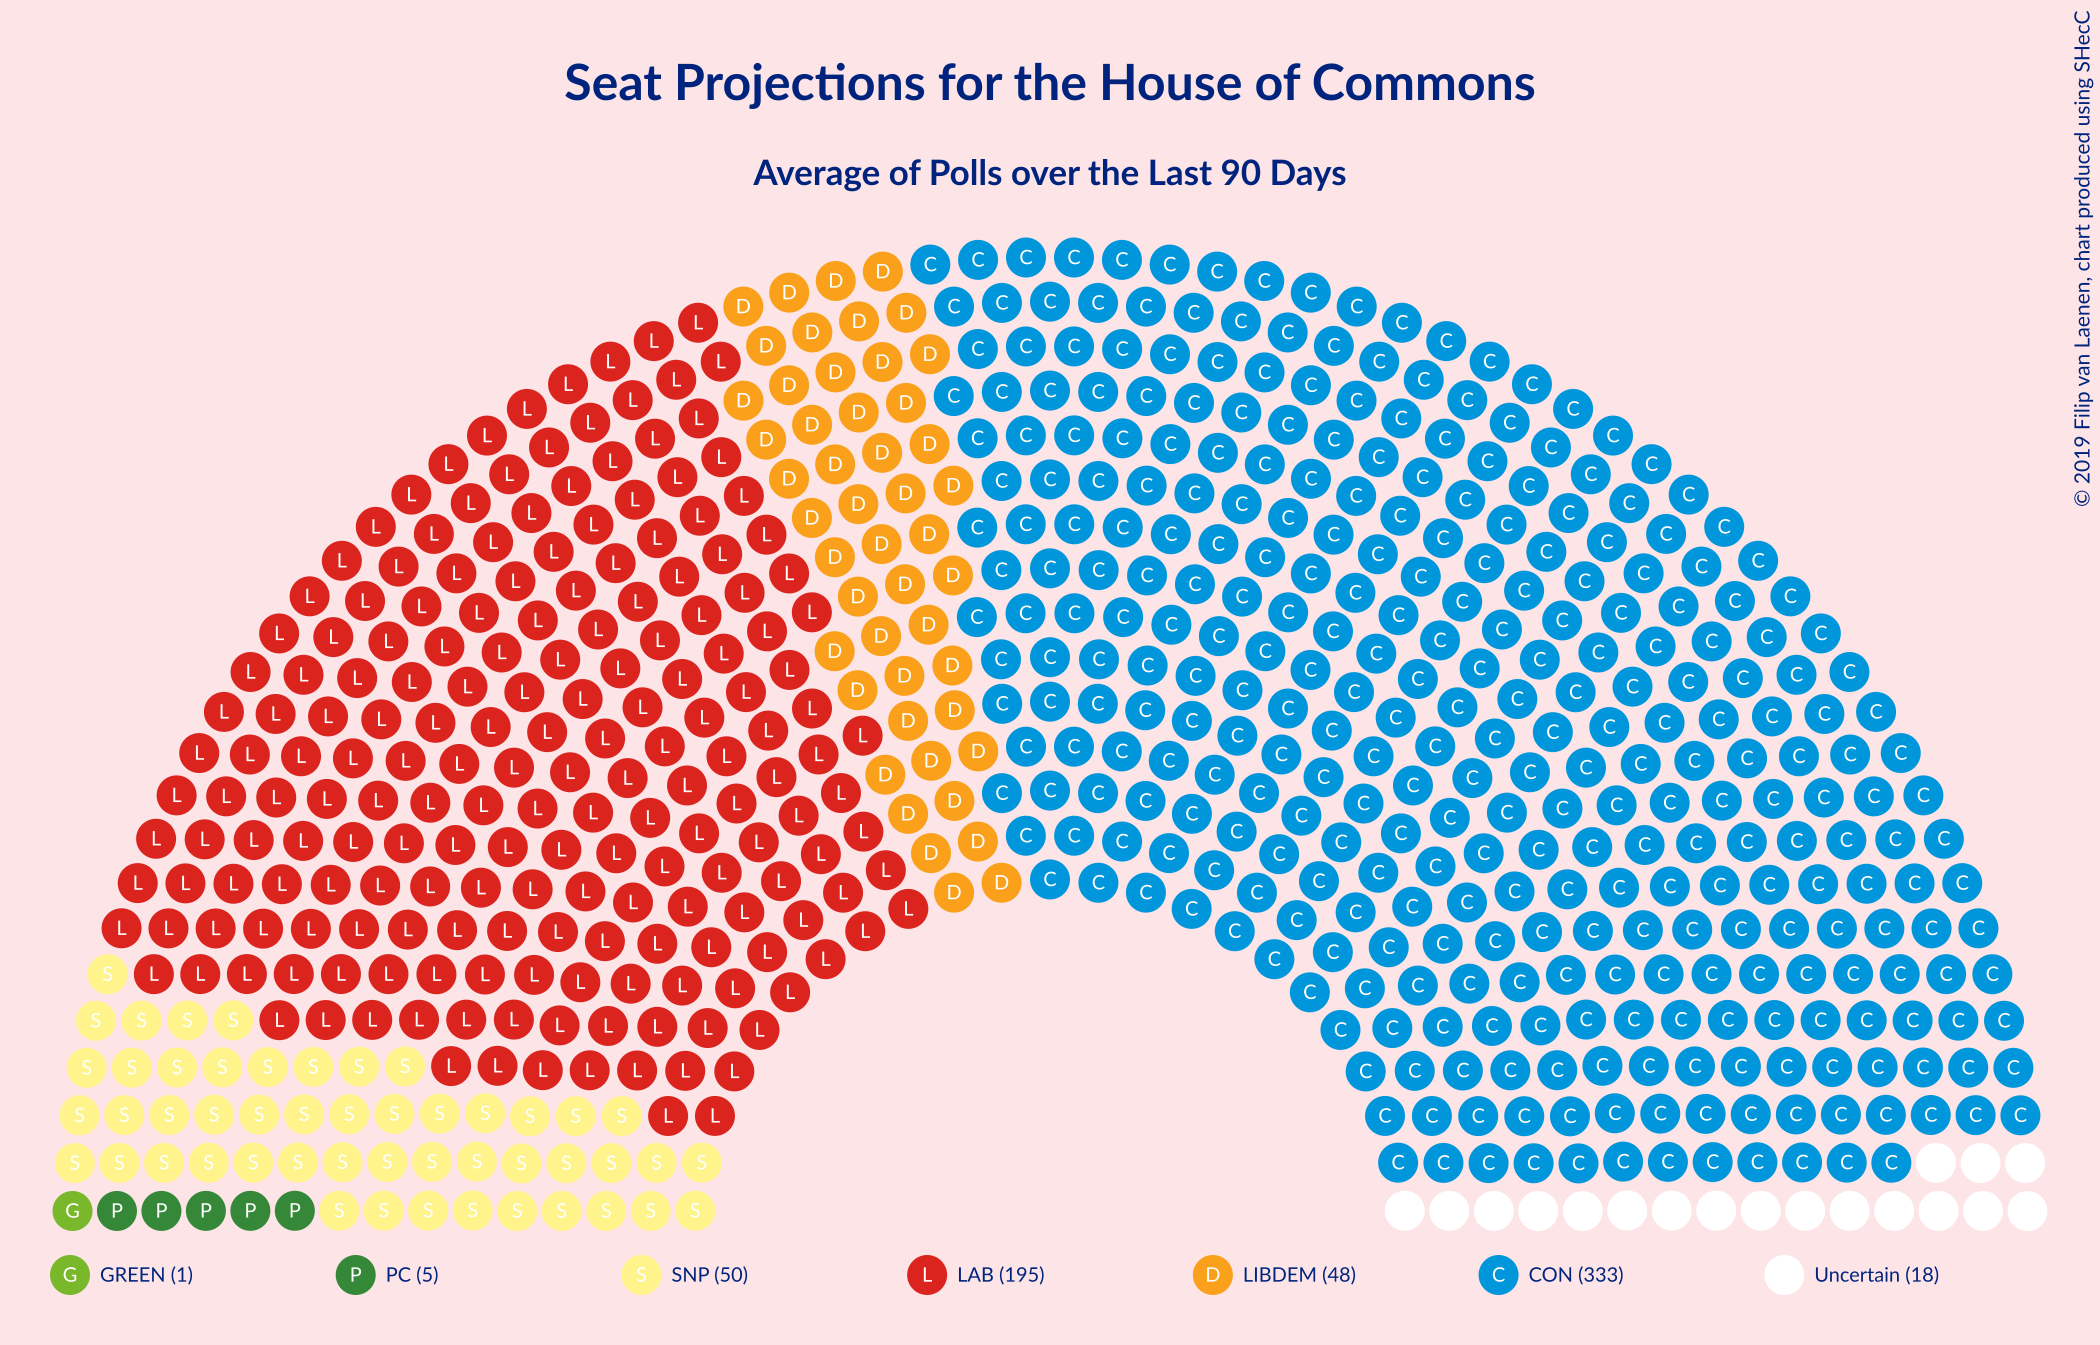 Seat Projections for the House of Commons
Average of Polls over the Last 90 Days
© 2019 Filip van Laenen, chart produced using SHecC
G GREEN (1) P PC (5) S SNP (50) L LAB (195) D LIBDEM (48) C CON (333) Uncertain (18)